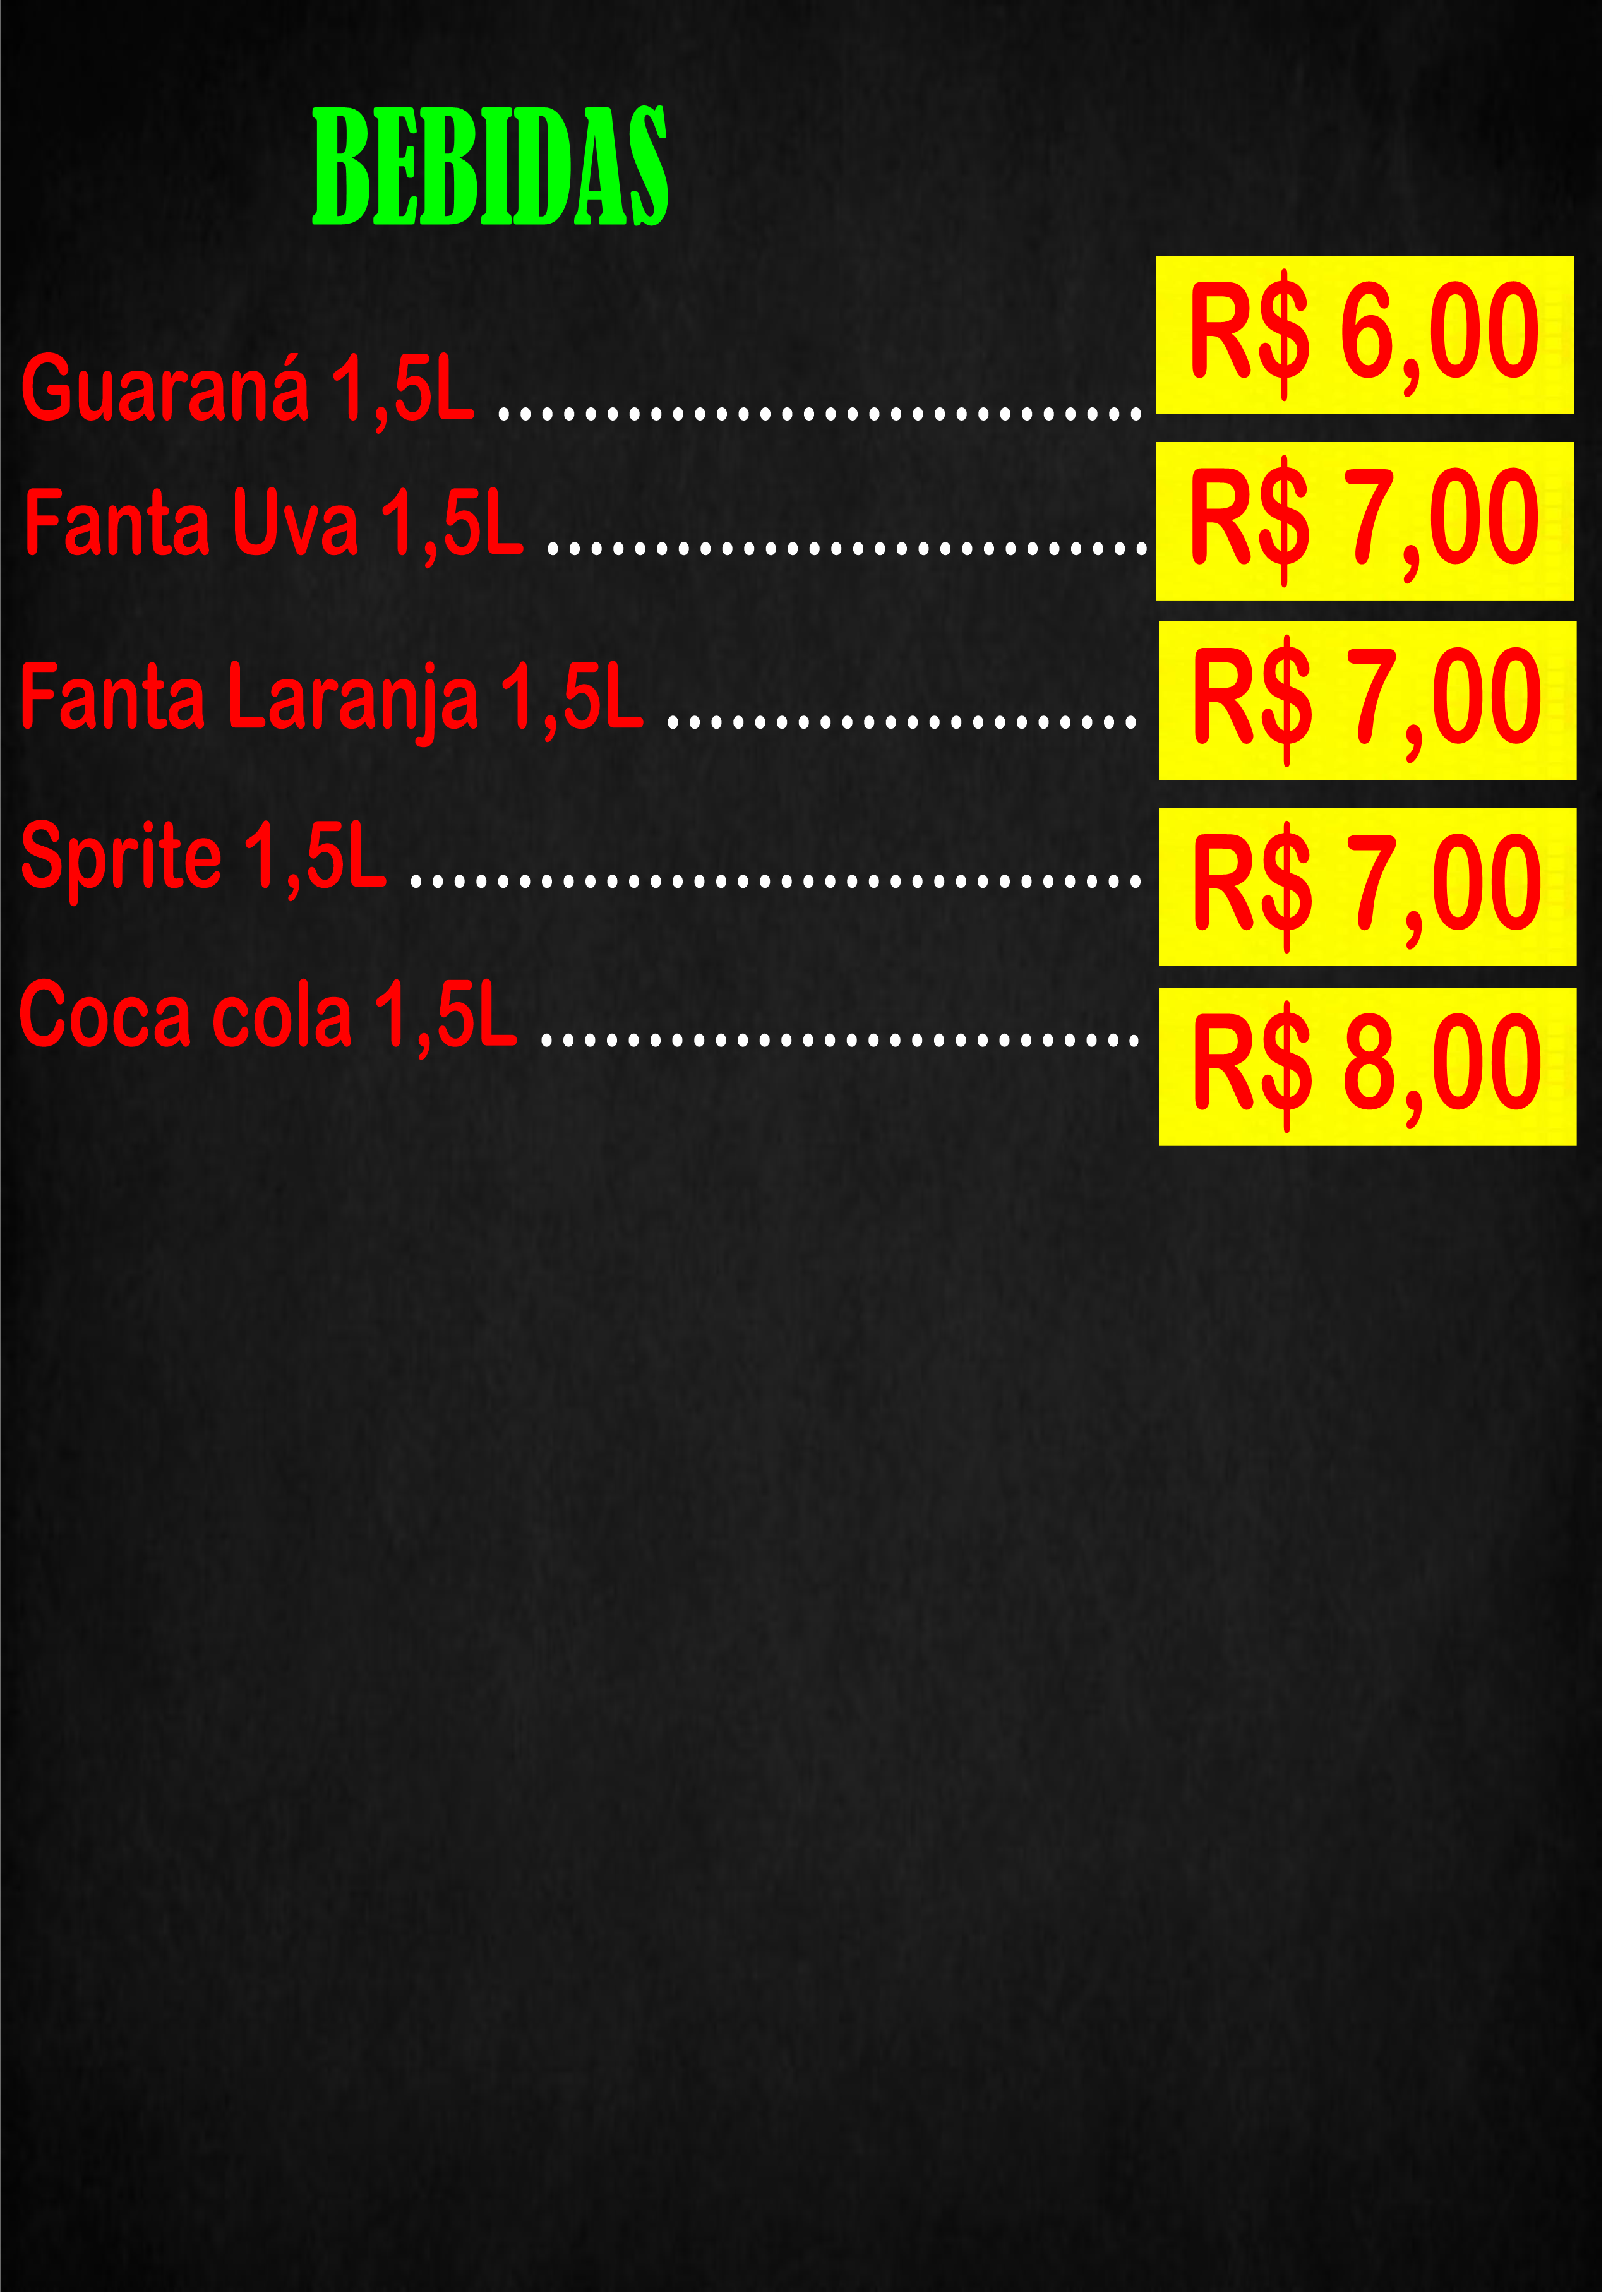 BEBIDAS
Guaraná 1,5L .............................. R$ 6,00
Fanta Uva 1,5L ............................ R$ 7,00
Fanta Laranja 1,5L ...................... R$ 7,00
Sprite 1,5L .................................. R$ 7,00
Coca cola 1,5L ............................ R$ 8,00